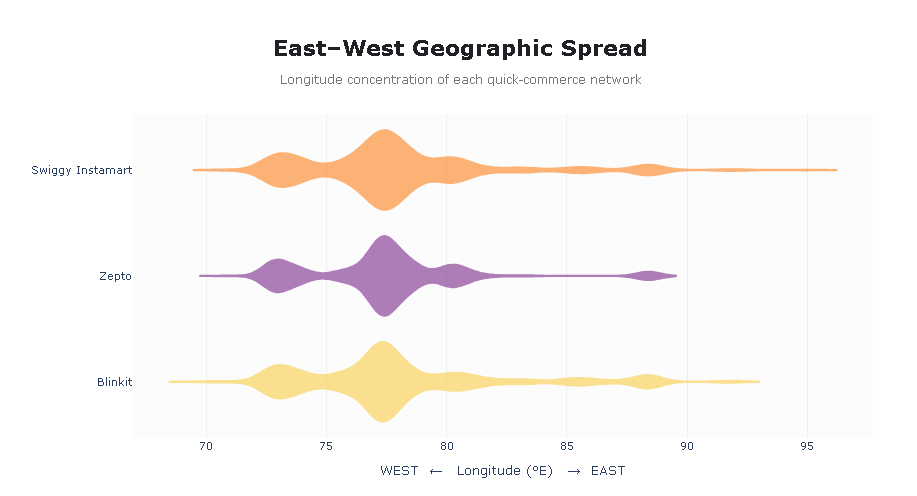 East–West Geographic Spread
Longitude concentration of each quick-commerce network
Swiggy Instamart
Zepto
Blinkit
70 75 80 85 90 95
WEST ← Longitude (°E) → EAST